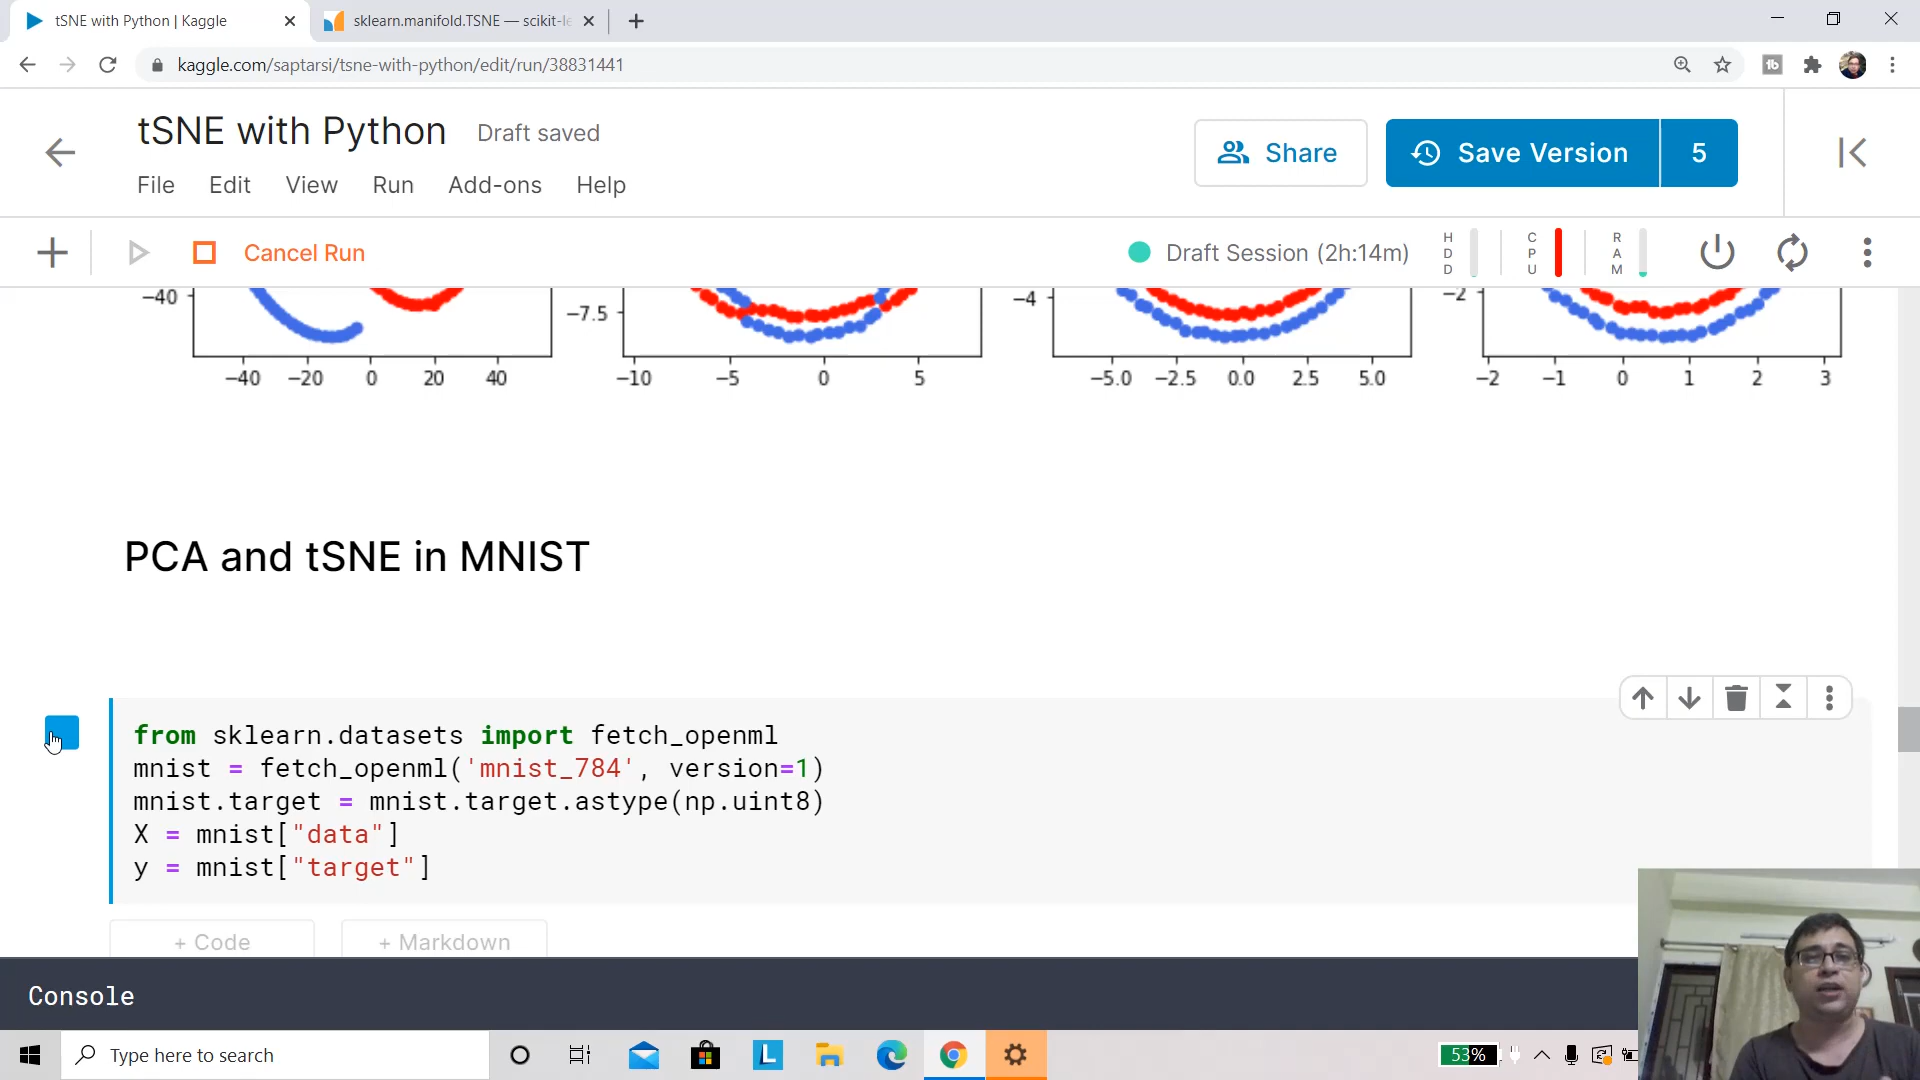 tSNE with Python | Kaggle
sklearn.manifold.TSNE — scikit-le
kaggle.com/saptarsi/tsne-with-python/edit/run/38831441
tSNE with Python
Draft saved
File Edit View Run Add-ons Help
Share
Save Version 5
Cancel Run
Draft Session (2h:14m)
HDD
CPU
RAM
−40 −7.5 −4 −2
−40 −20 0 20 40
−10 −5 0 5
−5.0 −2.5 0.0 2.5 5.0
−2 −1 0 1 2 3
PCA and tSNE in MNIST
from sklearn.datasets import fetch_openml
mnist = fetch_openml('mnist_784', version=1)
mnist.target = mnist.target.astype(np.uint8)
X = mnist["data"]
y = mnist["target"]
+ Code + Markdown
Console
Type here to search
53%